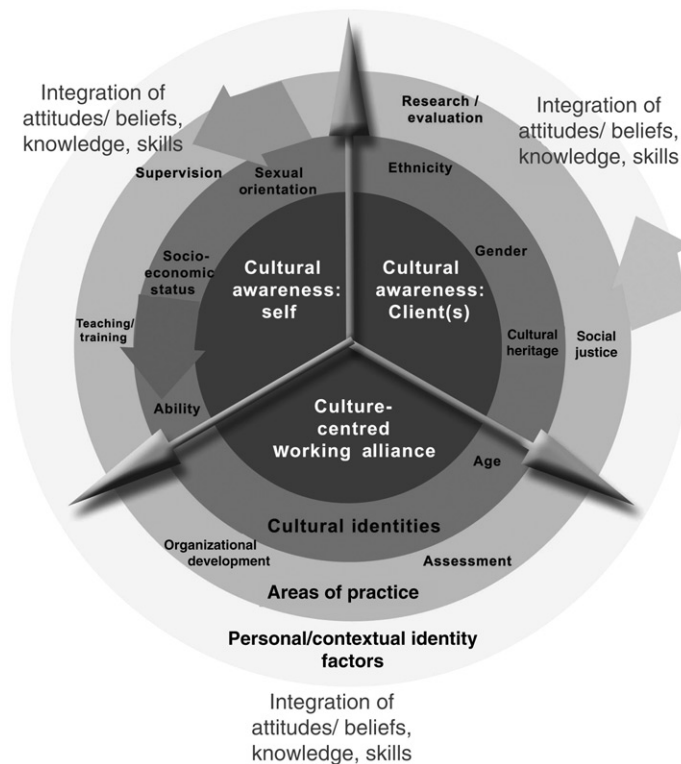 Integration of
attitudes/ beliefs,
knowledge, skills
Research /
evaluation
Integration of
attitudes/ beliefs,
knowledge, skills
Supervision
Sexual
orientation
Ethnicity
Socio-
economic
status
Cultural
awareness:
self
Cultural
awareness:
Client(s)
Gender
Teaching/
training
Cultural
heritage
Social
justice
Ability
Culture-
centred
Working alliance
Age
Cultural identities
Organizational
development
Assessment
Areas of practice
Personal/contextual identity
factors
Integration of
attitudes/ beliefs,
knowledge, skills